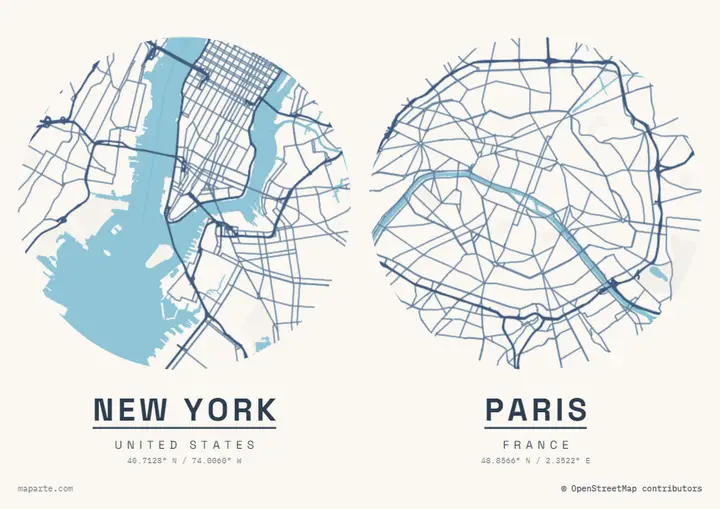 NEW YORK
UNITED STATES
40.7128° N / 74.0060° W
PARIS
FRANCE
48.8566° N / 2.3522° E
maparte.com
© OpenStreetMap contributors